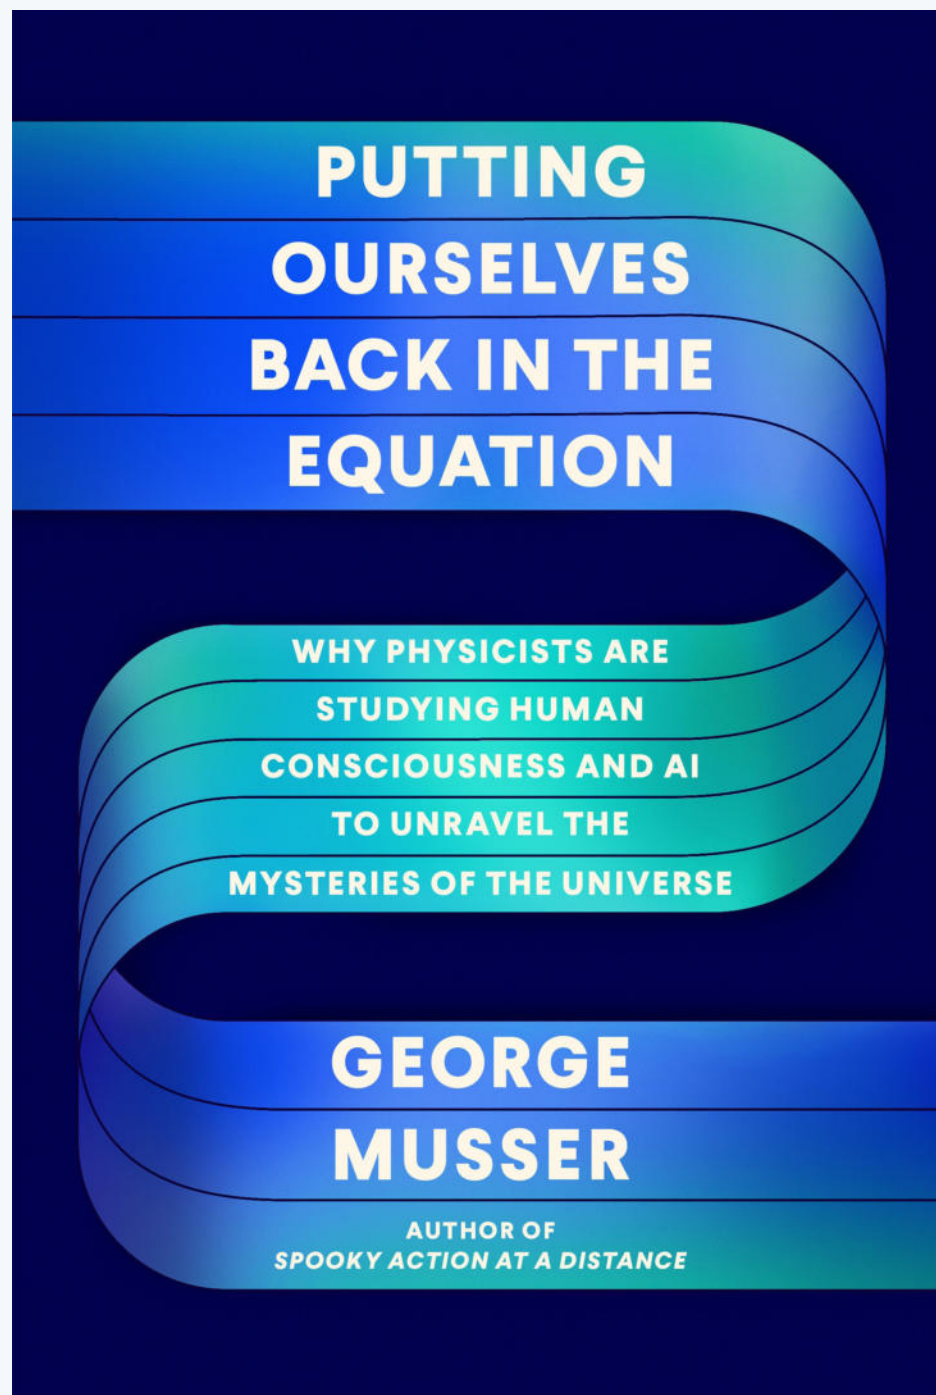 PUTTING
OURSELVES
BACK IN THE
EQUATION
WHY PHYSICISTS ARE
STUDYING HUMAN
CONSCIOUSNESS AND AI
TO UNRAVEL THE
MYSTERIES OF THE UNIVERSE
GEORGE
MUSSER
AUTHOR OF
SPOOKY ACTION AT A DISTANCE